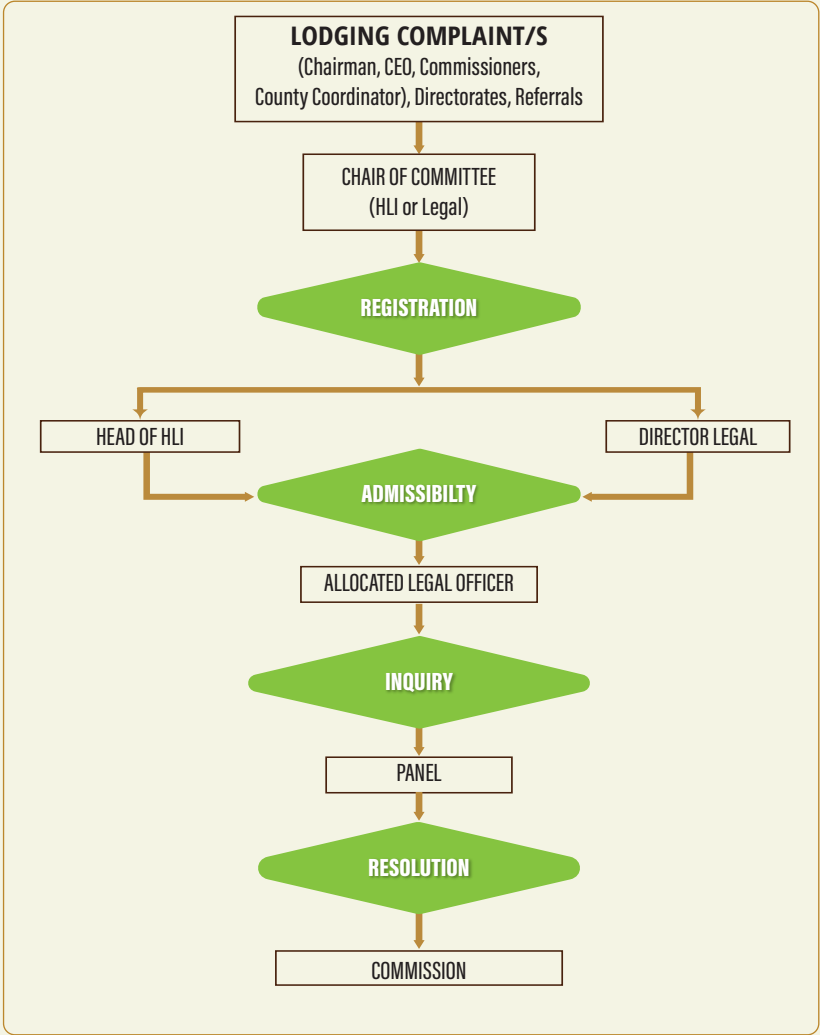 LODGING COMPLAINT/S
(Chairman, CEO, Commissioners,
County Coordinator), Directorates, Referrals
CHAIR OF COMMITTEE
(HLI or Legal)
REGISTRATION
HEAD OF HLI
DIRECTOR LEGAL
ADMISSIBILTY
ALLOCATED LEGAL OFFICER
INQUIRY
PANEL
RESOLUTION
COMMISSION